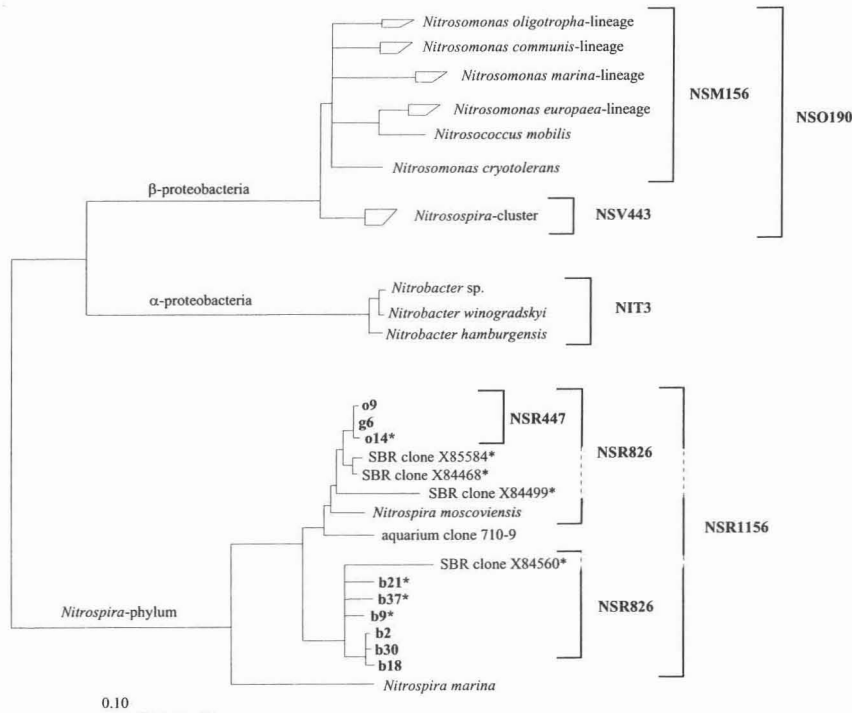 Nitrosomonas oligotropha-lineage
Nitrosomonas communis-lineage
Nitrosomonas marina-lineage
NSM156
Nitrosomonas europaea-lineage
NSO190
Nitrosococcus mobilis
Nitrosomonas cryotolerans
β-proteobacteria
Nitrosospira-cluster
NSV443
Nitrobacter sp.
α-proteobacteria
Nitrobacter winogradskyi
NIT3
Nitrobacter hamburgensis
o9
NSR447
g6
o14*
SBR clone X85584*
NSR826
SBR clone X84468*
SBR clone X84499*
Nitrospira moscoviensis
NSR1156
aquarium clone 710-9
SBR clone X84560*
b21*
b37*
NSR826
Nitrospira-phylum
b9*
b2
b30
b18
Nitrospira marina
0.10